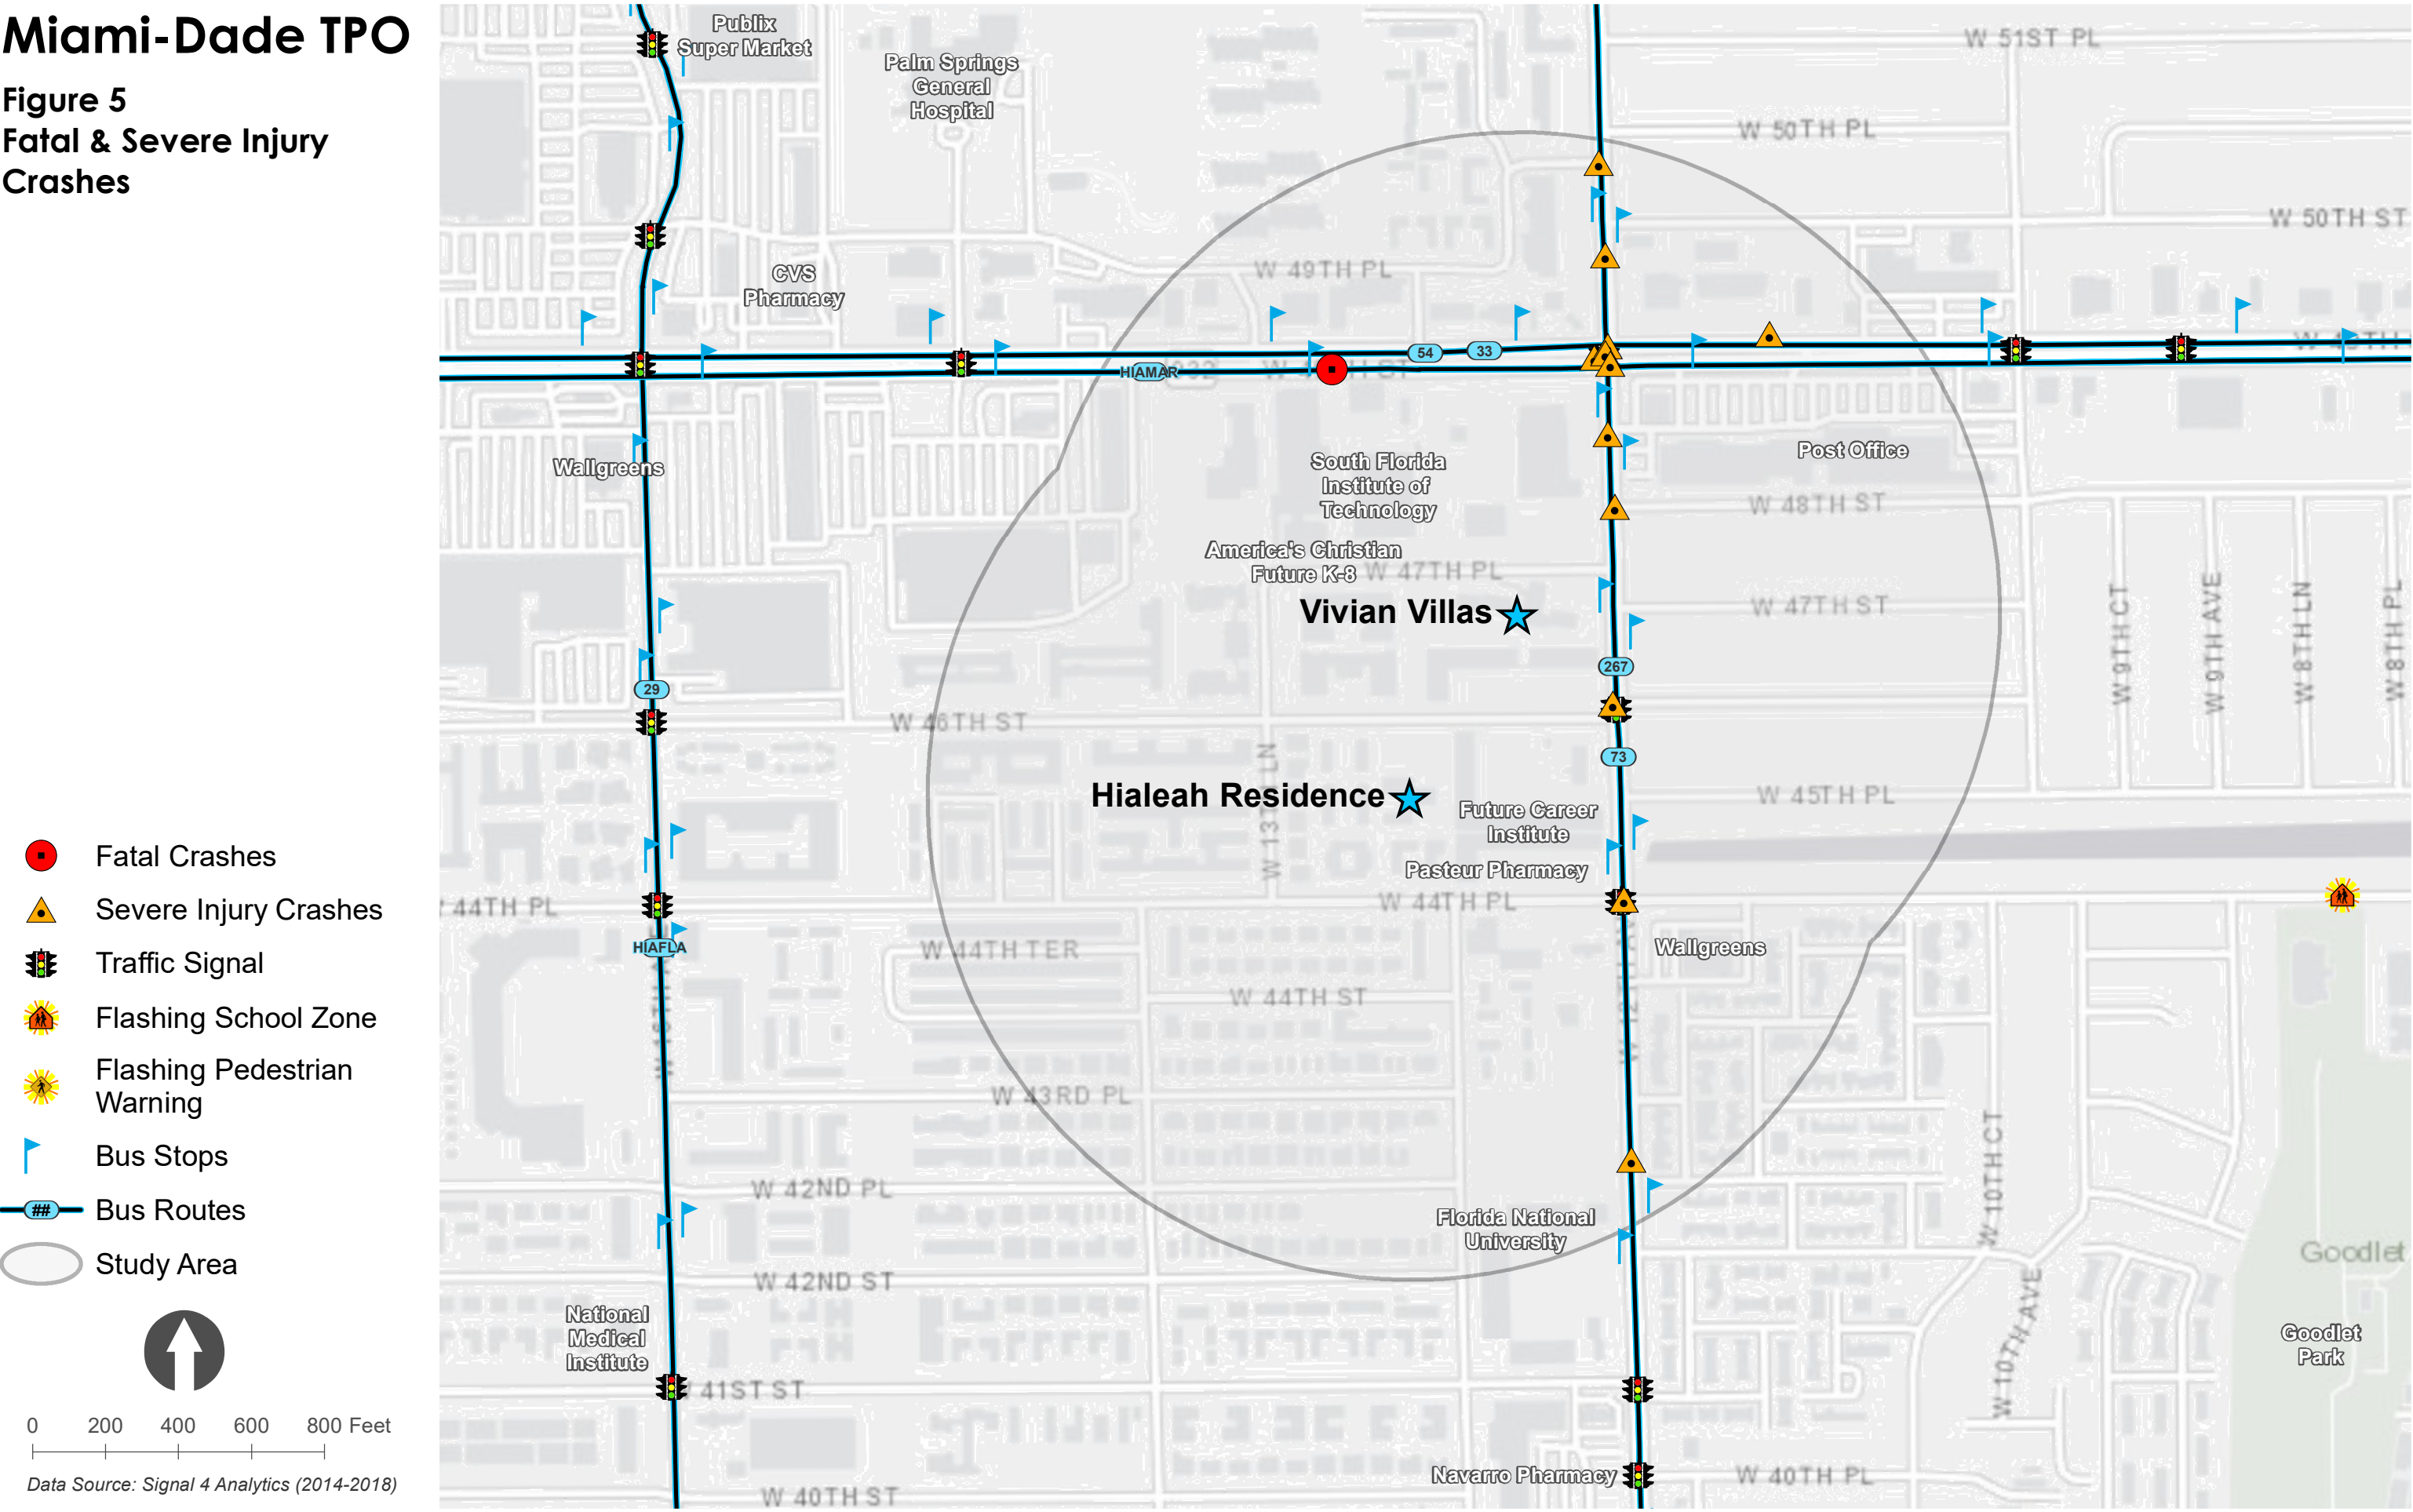 Miami-Dade TPO
Figure 5
Fatal & Severe Injury
Crashes
Fatal Crashes
Severe Injury Crashes
Traffic Signal
Flashing School Zone
Flashing Pedestrian
Warning
Bus Stops
##
Bus Routes
Study Area
0 200 400 600 800 Feet
Data Source: Signal 4 Analytics (2014-2018)
Publix
Super Market
Palm Springs
General
Hospital
W 51ST PL
W 50TH PL
W 50TH ST
W 49TH PL
CVS
Pharmacy
54
33
HIAMAR
Wallgreens
South Florida
Institute of
Technology
Post Office
W 48TH ST
America's Christian
Future K-8
W 47TH PL
Vivian Villas
W 47TH ST
W 9TH CT
W 9TH AVE
W 8TH LN
W 8TH PL
267
29
W 46TH ST
73
W 13TH LN
Hialeah Residence
W 45TH PL
Future Career
Institute
Pasteur Pharmacy
44TH PL
W 44TH PL
HIAFLA
W 44TH TER
Wallgreens
W 44TH ST
W 43RD PL
W 10TH CT
W 42ND PL
Florida National
University
W 42ND ST
Goodlet
W 10TH AVE
National
Medical
Institute
Goodlet
Park
41ST ST
Navarro Pharmacy
W 40TH PL
W 40TH ST